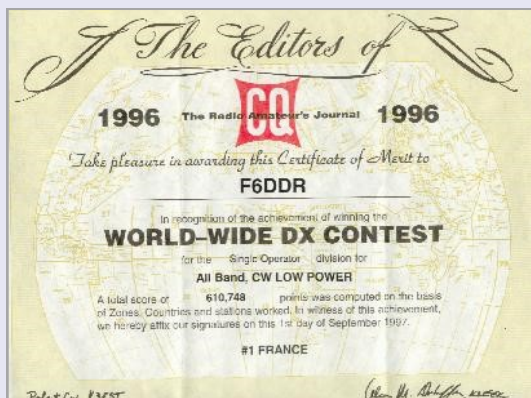 The Editors of
1996 The Radio Amateur's Journal 1996
CQ
Take pleasure in awarding this Certificate of Merit to
F6DDR
In recognition of the achievement of winning the
WORLD-WIDE DX CONTEST
for the Single Operator division for
All Band, CW LOW POWER
A total score of 610,748 points was computed on the basis
of Zones, Countries and stations worked. In witness of this achievement,
we hereby affix our signatures on this 1st day of September 1997.
#1 FRANCE